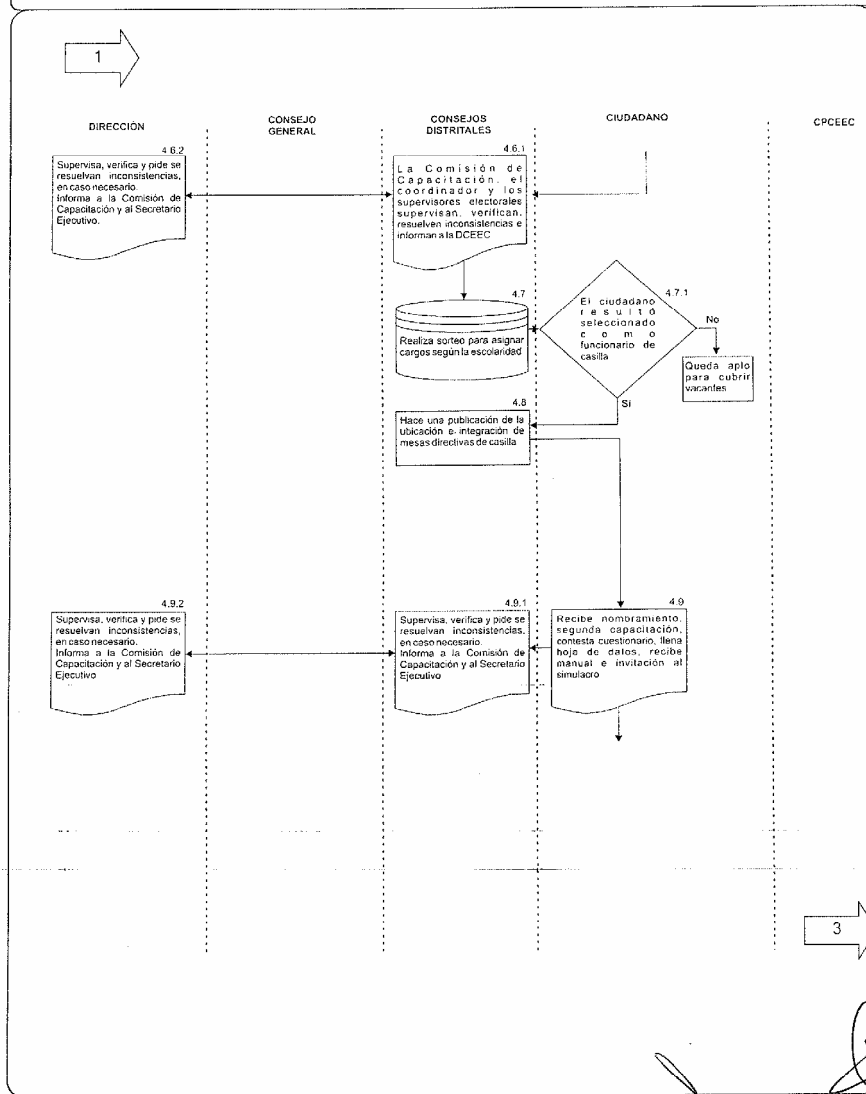 1
DIRECCIÓN
CONSEJO
GENERAL
CONSEJOS
DISTRITALES
CIUDADANO
CPCEEC
4.6.2
Supervisa, verifica y pide se
resuelvan inconsistencias,
en caso necesario.
Informa a la Comisión de
Capacitación y al Secretario
Ejecutivo.
4.6.1
La Comisión de
Capacitación, el
coordinador y los
supervisores electorales
supervisan, verifican,
resuelven inconsistencias e
informan a la DCEEC
4.7
Realiza sorteo para asignar
cargos según la escolaridad
4.7.1
El ciudadano
resultó
seleccionado
como
funcionario de
casilla
No
Queda apto
para cubrir
vacantes
Sí
4.8
Hace una publicación de la
ubicación e integración de
mesas directivas de casilla
4.9.2
Supervisa, verifica y pide se
resuelvan inconsistencias,
en caso necesario.
Informa a la Comisión de
Capacitación y al Secretario
Ejecutivo
4.9.1
Supervisa, verifica y pide se
resuelvan inconsistencias,
en caso necesario.
Informa a la Comisión de
Capacitación y al Secretario
Ejecutivo
4.9
Recibe nombramiento,
segunda capacitación,
contesta cuestionario, llena
hoja de datos, recibe
manual e invitación al
simulacro
3